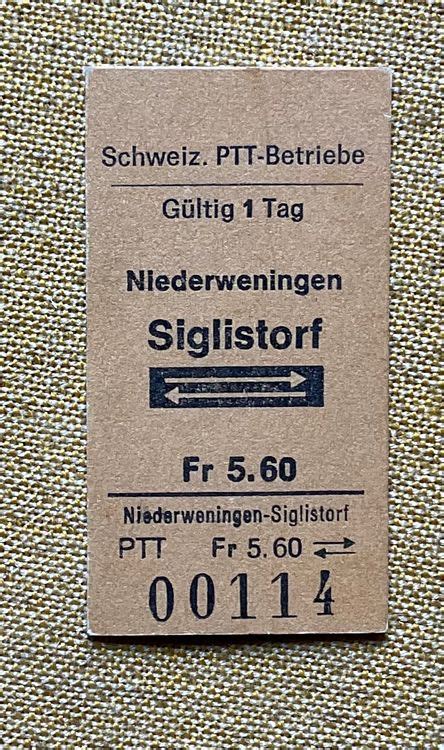 Schweiz. PTT-Betriebe
Gültig 1 Tag
Niederweningen
Siglistorf
Fr 5.60
Niederweningen-Siglistorf
PTT Fr 5.60
00114